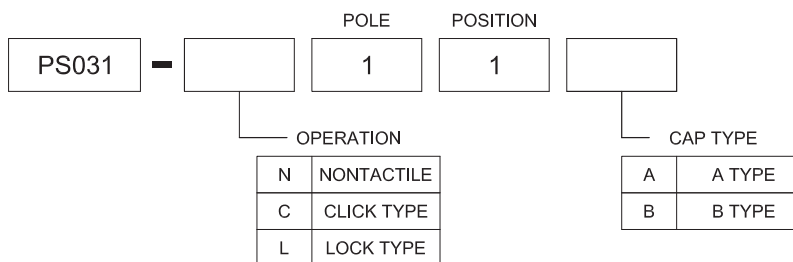 POLE POSITION
PS031 - 1 1
OPERATION CAP TYPE
N NONTACTILE A A TYPE
C CLICK TYPE B B TYPE
L LOCK TYPE